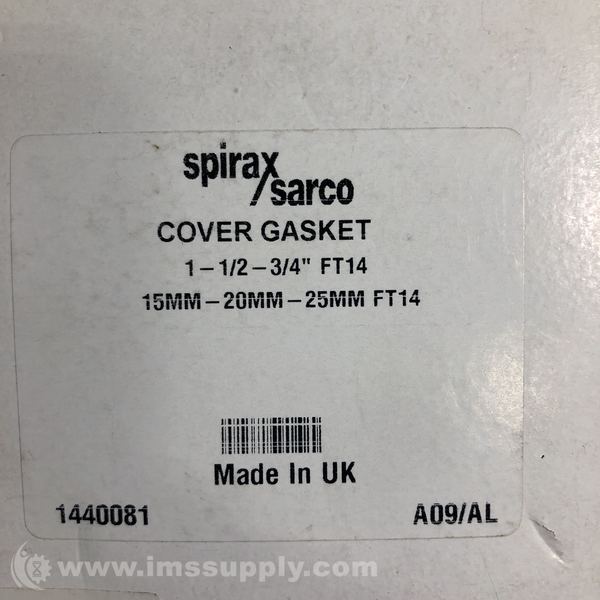 spirax
/sarco
COVER GASKET
1-1/2-3/4" FT14
15MM-20MM-25MM FT14
Made In UK
1440081 A09/AL
www.imssupply.com